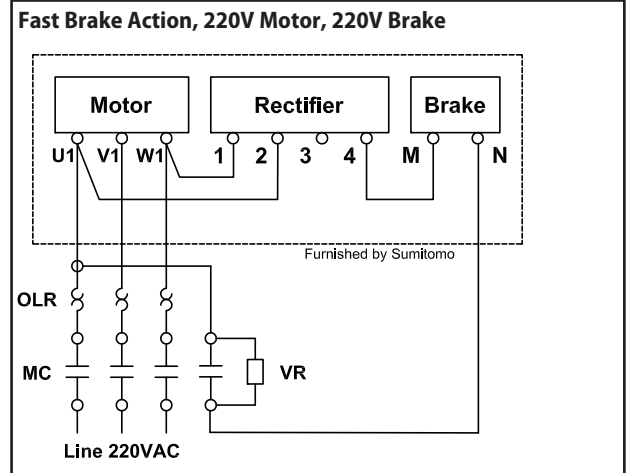 Fast Brake Action, 220V Motor, 220V Brake
Motor Rectifier Brake
U1 V1 W1 1 2 3 4 M N
Furnished by Sumitomo
OLR
MC VR
Line 220VAC